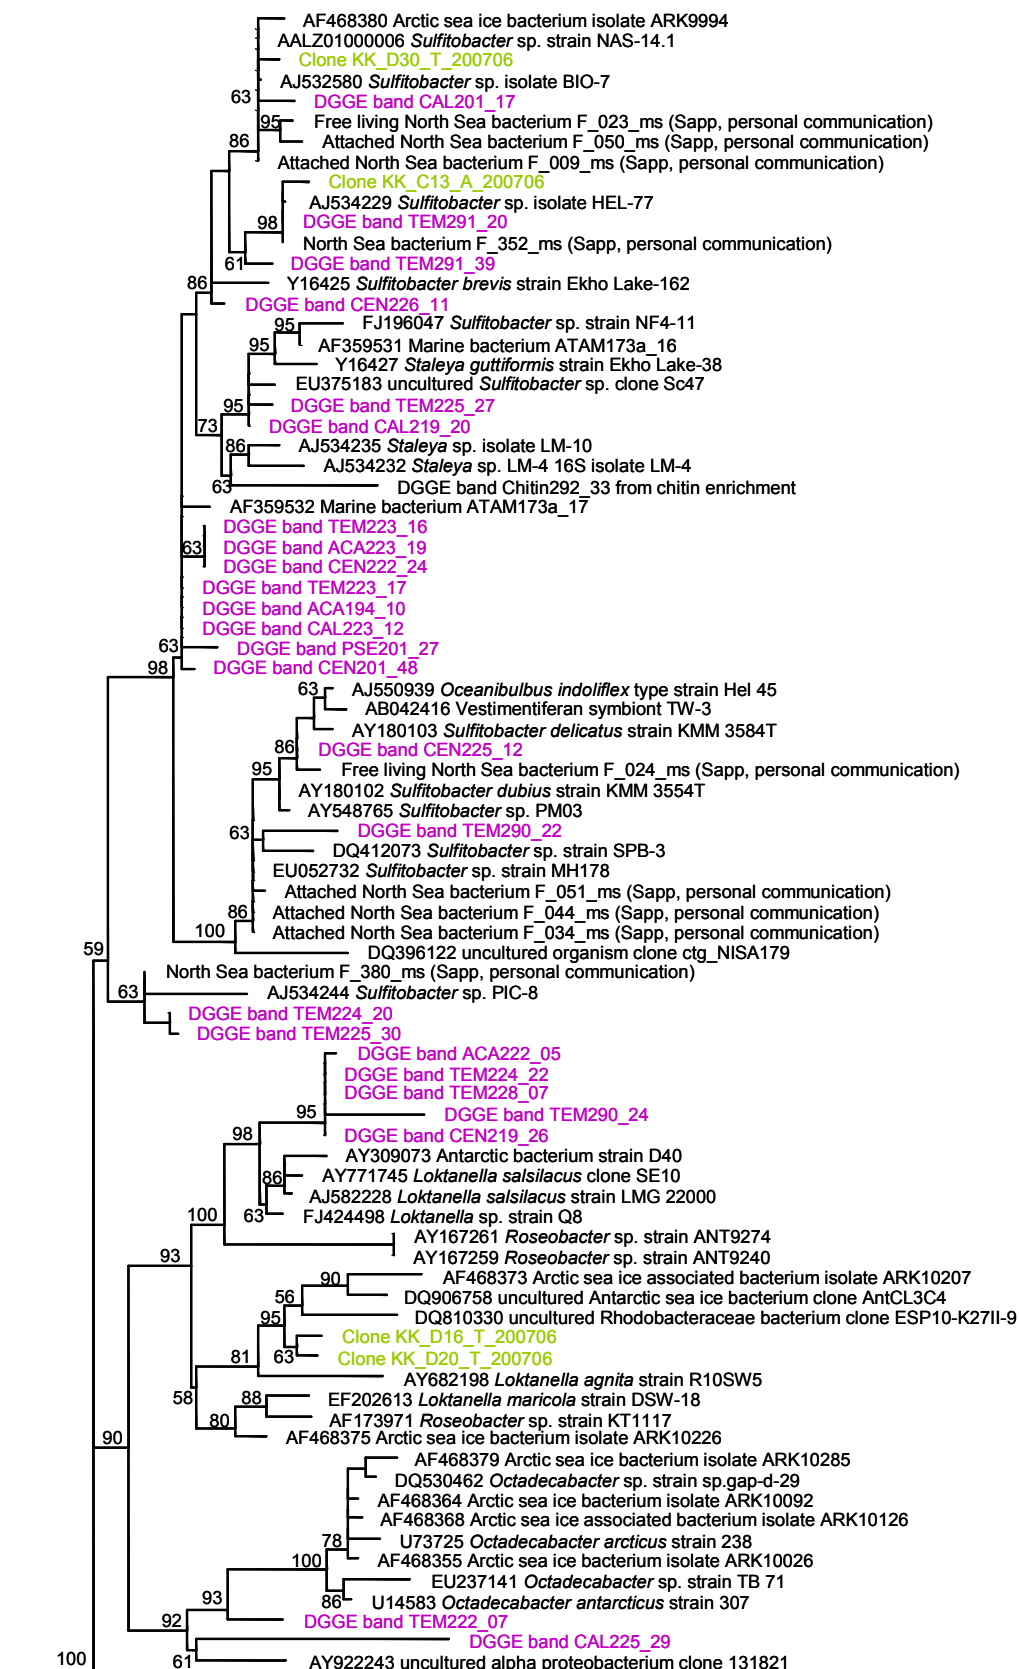 AF468380 Arctic sea ice bacterium isolate ARK9994
AALZ01000006 Sulfitobacter sp. strain NAS-14.1
Clone KK_D30_T_200706
AJ532580 Sulfitobacter sp. isolate BIO-7
63
DGGE band CAL201_17
95
Free living North Sea bacterium F_023_ms (Sapp, personal communication)
86
Attached North Sea bacterium F_050_ms (Sapp, personal communication)
Attached North Sea bacterium F_009_ms (Sapp, personal communication)
Clone KK_C13_A_200706
AJ534229 Sulfitobacter sp. isolate HEL-77
98
DGGE band TEM291_20
North Sea bacterium F_352_ms (Sapp, personal communication)
61
DGGE band TEM291_39
86
Y16425 Sulfitobacter brevis strain Ekho Lake-162
DGGE band CEN226_11
95
FJ196047 Sulfitobacter sp. strain NF4-11
95
AF359531 Marine bacterium ATAM173a_16
Y16427 Staleya guttiformis strain Ekho Lake-38
EU375183 uncultured Sulfitobacter sp. clone Sc47
95
DGGE band TEM225_27
73
DGGE band CAL219_20
86
AJ534235 Staleya sp. isolate LM-10
AJ534232 Staleya sp. LM-4 16S isolate LM-4
63
DGGE band Chitin292_33 from chitin enrichment
AF359532 Marine bacterium ATAM173a_17
DGGE band TEM223_16
63
DGGE band ACA223_19
DGGE band CEN222_24
DGGE band TEM223_17
DGGE band ACA194_10
DGGE band CAL223_12
63
DGGE band PSE201_27
98
DGGE band CEN201_48
63
AJ550939 Oceanibulbus indoliflex type strain Hel 45
AB042416 Vestimentiferan symbiont TW-3
AY180103 Sulfitobacter delicatus strain KMM 3584T
86
DGGE band CEN225_12
95
Free living North Sea bacterium F_024_ms (Sapp, personal communication)
AY180102 Sulfitobacter dubius strain KMM 3554T
AY548765 Sulfitobacter sp. PM03
63
DGGE band TEM290_22
DQ412073 Sulfitobacter sp. strain SPB-3
EU052732 Sulfitobacter sp. strain MH178
Attached North Sea bacterium F_051_ms (Sapp, personal communication)
86
Attached North Sea bacterium F_044_ms (Sapp, personal communication)
100
Attached North Sea bacterium F_034_ms (Sapp, personal communication)
59
DQ396122 uncultured organism clone ctg_NISA179
North Sea bacterium F_380_ms (Sapp, personal communication)
63
AJ534244 Sulfitobacter sp. PIC-8
DGGE band TEM224_20
DGGE band TEM225_30
DGGE band ACA222_05
DGGE band TEM224_22
DGGE band TEM228_07
95
DGGE band TEM290_24
98
DGGE band CEN219_26
AY309073 Antarctic bacterium strain D40
86
AY771745 Loktanella salsilacus clone SE10
AJ582228 Loktanella salsilacus strain LMG 22000
100
63
FJ424498 Loktanella sp. strain Q8
AY167261 Roseobacter sp. strain ANT9274
93
AY167259 Roseobacter sp. strain ANT9240
90
AF468373 Arctic sea ice associated bacterium isolate ARK10207
56
DQ906758 uncultured Antarctic sea ice bacterium clone AntCL3C4
95
DQ810330 uncultured Rhodobacteraceae bacterium clone ESP10-K27II-9
Clone KK_D16_T_200706
81
63
Clone KK_D20_T_200706
AY682198 Loktanella agnita strain R10SW5
58
88
EF202613 Loktanella maricola strain DSW-18
80
AF173971 Roseobacter sp. strain KT1117
90
AF468375 Arctic sea ice bacterium isolate ARK10226
AF468379 Arctic sea ice bacterium isolate ARK10285
DQ530462 Octadecabacter sp. strain sp.gap-d-29
AF468364 Arctic sea ice bacterium isolate ARK10092
AF468368 Arctic sea ice associated bacterium isolate ARK10126
78
U73725 Octadecabacter arcticus strain 238
100
AF468355 Arctic sea ice bacterium isolate ARK10026
EU237141 Octadecabacter sp. strain TB 71
93
86
U14583 Octadecabacter antarcticus strain 307
92
DGGE band TEM222_07
DGGE band CAL225_29
100
61
AY922243 uncultured alpha proteobacterium clone 131821